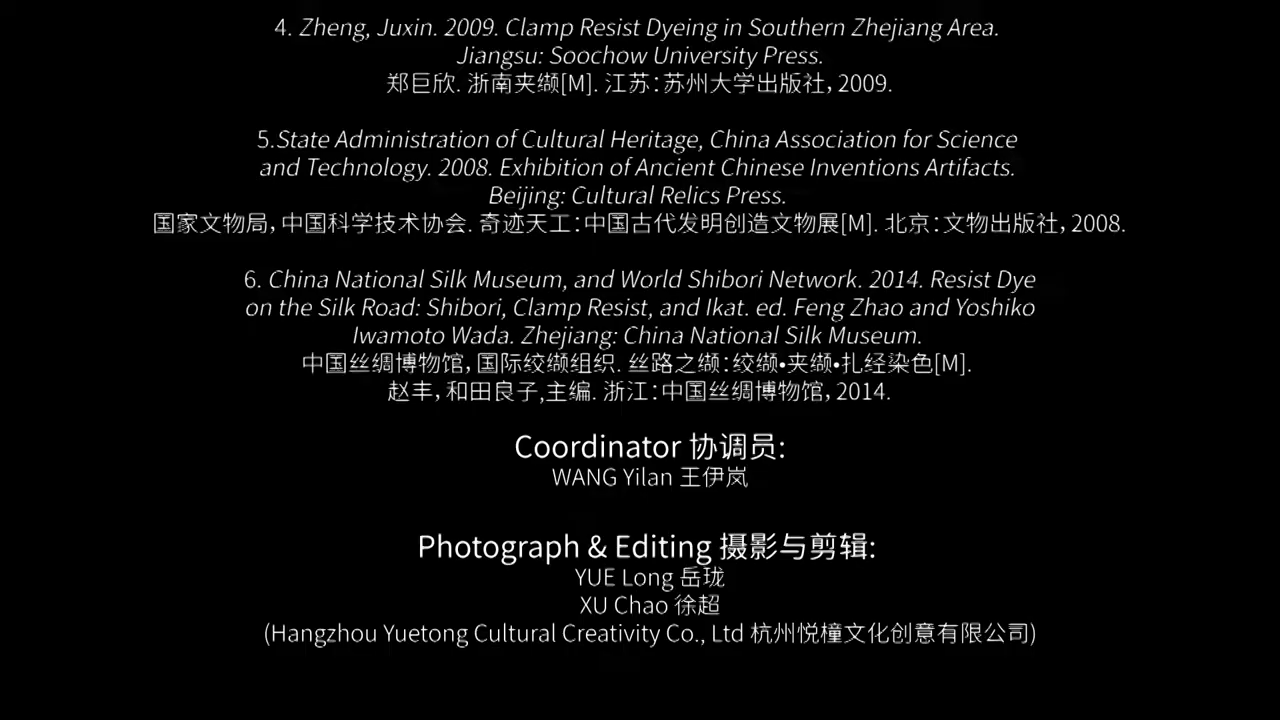 4. Zheng, Juxin. 2009. Clamp Resist Dyeing in Southern Zhejiang Area.
Jiangsu: Soochow University Press.
郑巨欣. 浙南夹缬[M]. 江苏：苏州大学出版社，2009.
5.State Administration of Cultural Heritage, China Association for Science
and Technology. 2008. Exhibition of Ancient Chinese Inventions Artifacts.
Beijing: Cultural Relics Press.
国家文物局，中国科学技术协会. 奇迹天工：中国古代发明创造文物展[M]. 北京：文物出版社，2008.
6. China National Silk Museum, and World Shibori Network. 2014. Resist Dye
on the Silk Road: Shibori, Clamp Resist, and Ikat. ed. Feng Zhao and Yoshiko
Iwamoto Wada. Zhejiang: China National Silk Museum.
中国丝绸博物馆，国际绞缬组织. 丝路之缬：绞缬•夹缬•扎经染色[M].
赵丰，和田良子,主编. 浙江：中国丝绸博物馆，2014.
Coordinator 协调员:
WANG Yilan 王伊岚
Photograph & Editing 摄影与剪辑:
YUE Long 岳珑
XU Chao 徐超
(Hangzhou Yuetong Cultural Creativity Co., Ltd 杭州悦橦文化创意有限公司)